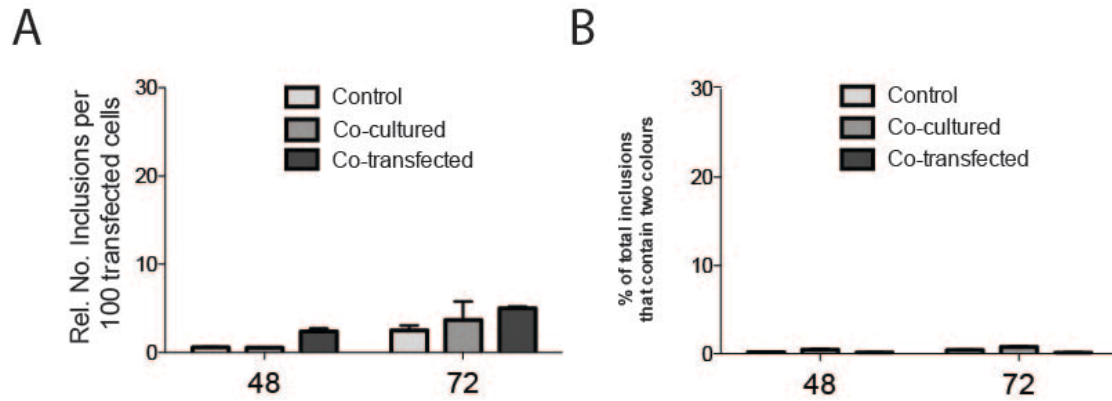 A
Rel. No. Inclusions per
100 transfected cells
30
20
10
0
Control
Co-cultured
Co-transfected
48
72
B
% of total inclusions
that contain two colours
30
20
10
0
Control
Co-cultured
Co-transfected
48
72